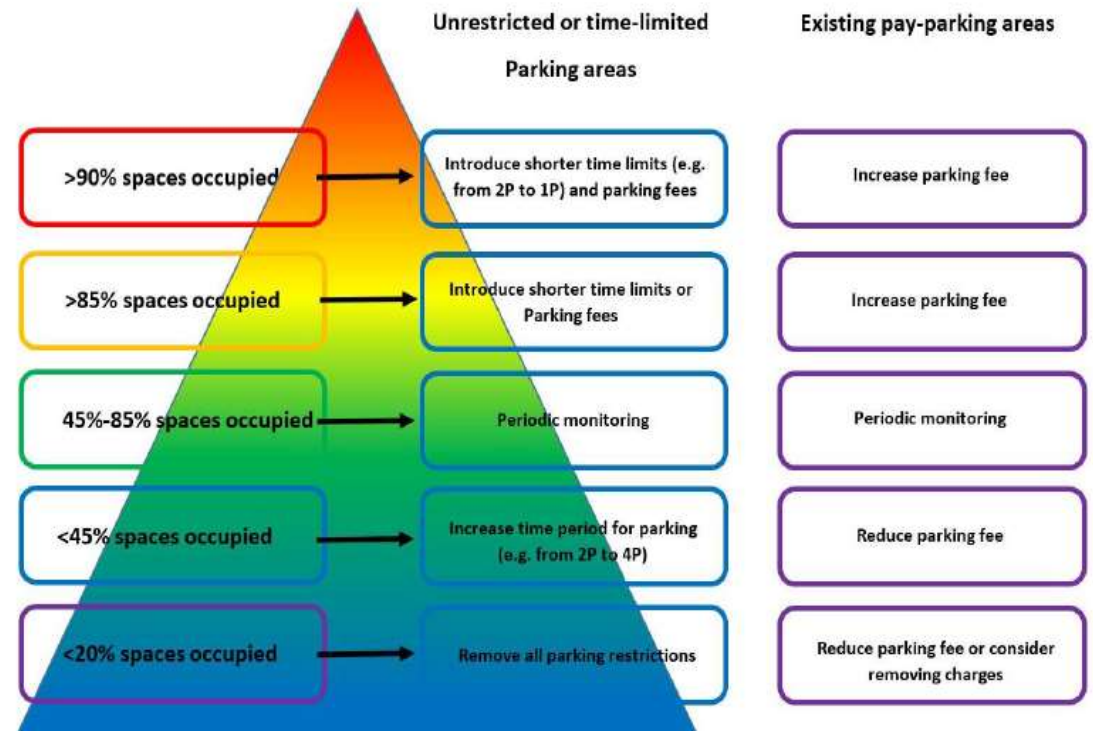 Unrestricted or time-limited
Parking areas
Existing pay-parking areas
>90% spaces occupied
Introduce shorter time limits (e.g.
from 2P to 1P) and parking fees
Increase parking fee
>85% spaces occupied
Introduce shorter time limits or
Parking fees
Increase parking fee
45%-85% spaces occupied
Periodic monitoring
Periodic monitoring
<45% spaces occupied
Increase time period for parking
(e.g. from 2P to 4P)
Reduce parking fee
<20% spaces occupied
Remove all parking restrictions
Reduce parking fee or consider
removing charges